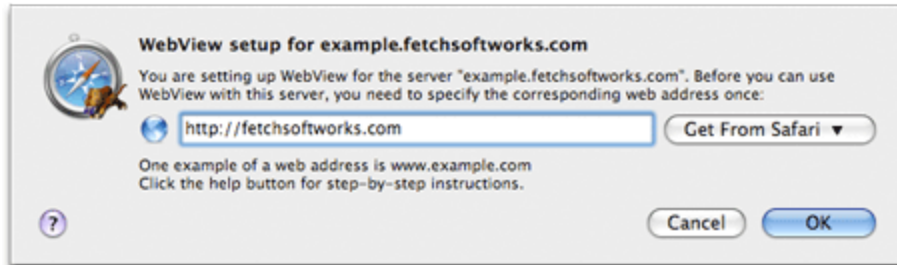 WebView setup for example.fetchsoftworks.com
You are setting up WebView for the server "example.fetchsoftworks.com". Before you can use
WebView with this server, you need to specify the corresponding web address once:
http://fetchsoftworks.com
Get From Safari ▼
One example of a web address is www.example.com
Click the help button for step-by-step instructions.
?
Cancel
OK